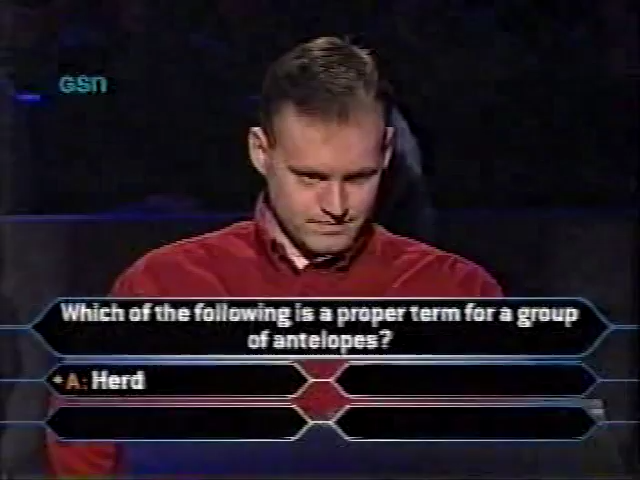 GSN
Which of the following is a proper term for a group
of antelopes?
A: Herd